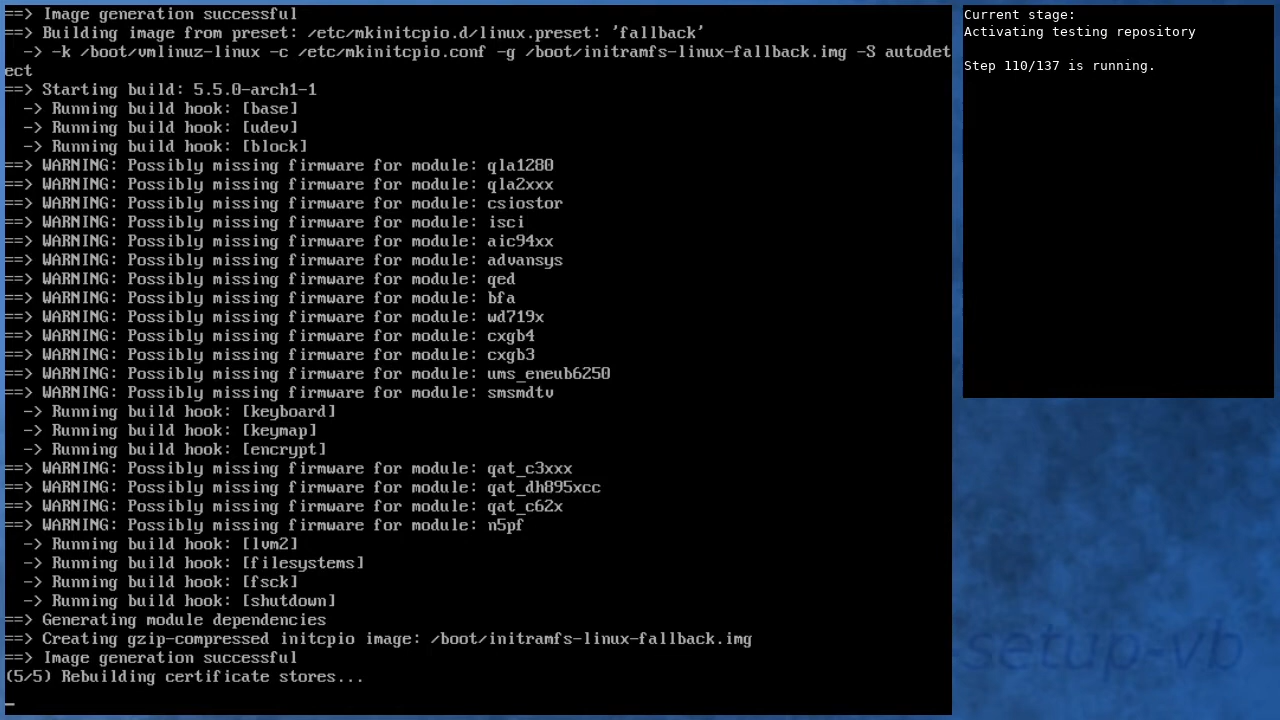 ==> Image generation successful
==> Building image from preset: /etc/mkinitcpio.d/linux.preset: 'fallback'
  -> -k /boot/vmlinuz-linux -c /etc/mkinitcpio.conf -g /boot/initramfs-linux-fallback.img -S autodet
ect
==> Starting build: 5.5.0-arch1-1
  -> Running build hook: [base]
  -> Running build hook: [udev]
  -> Running build hook: [block]
==> WARNING: Possibly missing firmware for module: qla1280
==> WARNING: Possibly missing firmware for module: qla2xxx
==> WARNING: Possibly missing firmware for module: csiostor
==> WARNING: Possibly missing firmware for module: isci
==> WARNING: Possibly missing firmware for module: aic94xx
==> WARNING: Possibly missing firmware for module: advansys
==> WARNING: Possibly missing firmware for module: qed
==> WARNING: Possibly missing firmware for module: bfa
==> WARNING: Possibly missing firmware for module: wd719x
==> WARNING: Possibly missing firmware for module: cxgb4
==> WARNING: Possibly missing firmware for module: cxgb3
==> WARNING: Possibly missing firmware for module: ums_eneub6250
==> WARNING: Possibly missing firmware for module: smsmdtv
  -> Running build hook: [keyboard]
  -> Running build hook: [keymap]
  -> Running build hook: [encrypt]
==> WARNING: Possibly missing firmware for module: qat_c3xxx
==> WARNING: Possibly missing firmware for module: qat_dh895xcc
==> WARNING: Possibly missing firmware for module: qat_c62x
==> WARNING: Possibly missing firmware for module: n5pf
  -> Running build hook: [lvm2]
  -> Running build hook: [filesystems]
  -> Running build hook: [fsck]
  -> Running build hook: [shutdown]
==> Generating module dependencies
==> Creating gzip-compressed initcpio image: /boot/initramfs-linux-fallback.img
==> Image generation successful
(5/5) Rebuilding certificate stores...
_
Current stage:
Activating testing repository
Step 110/137 is running.
setup-vb